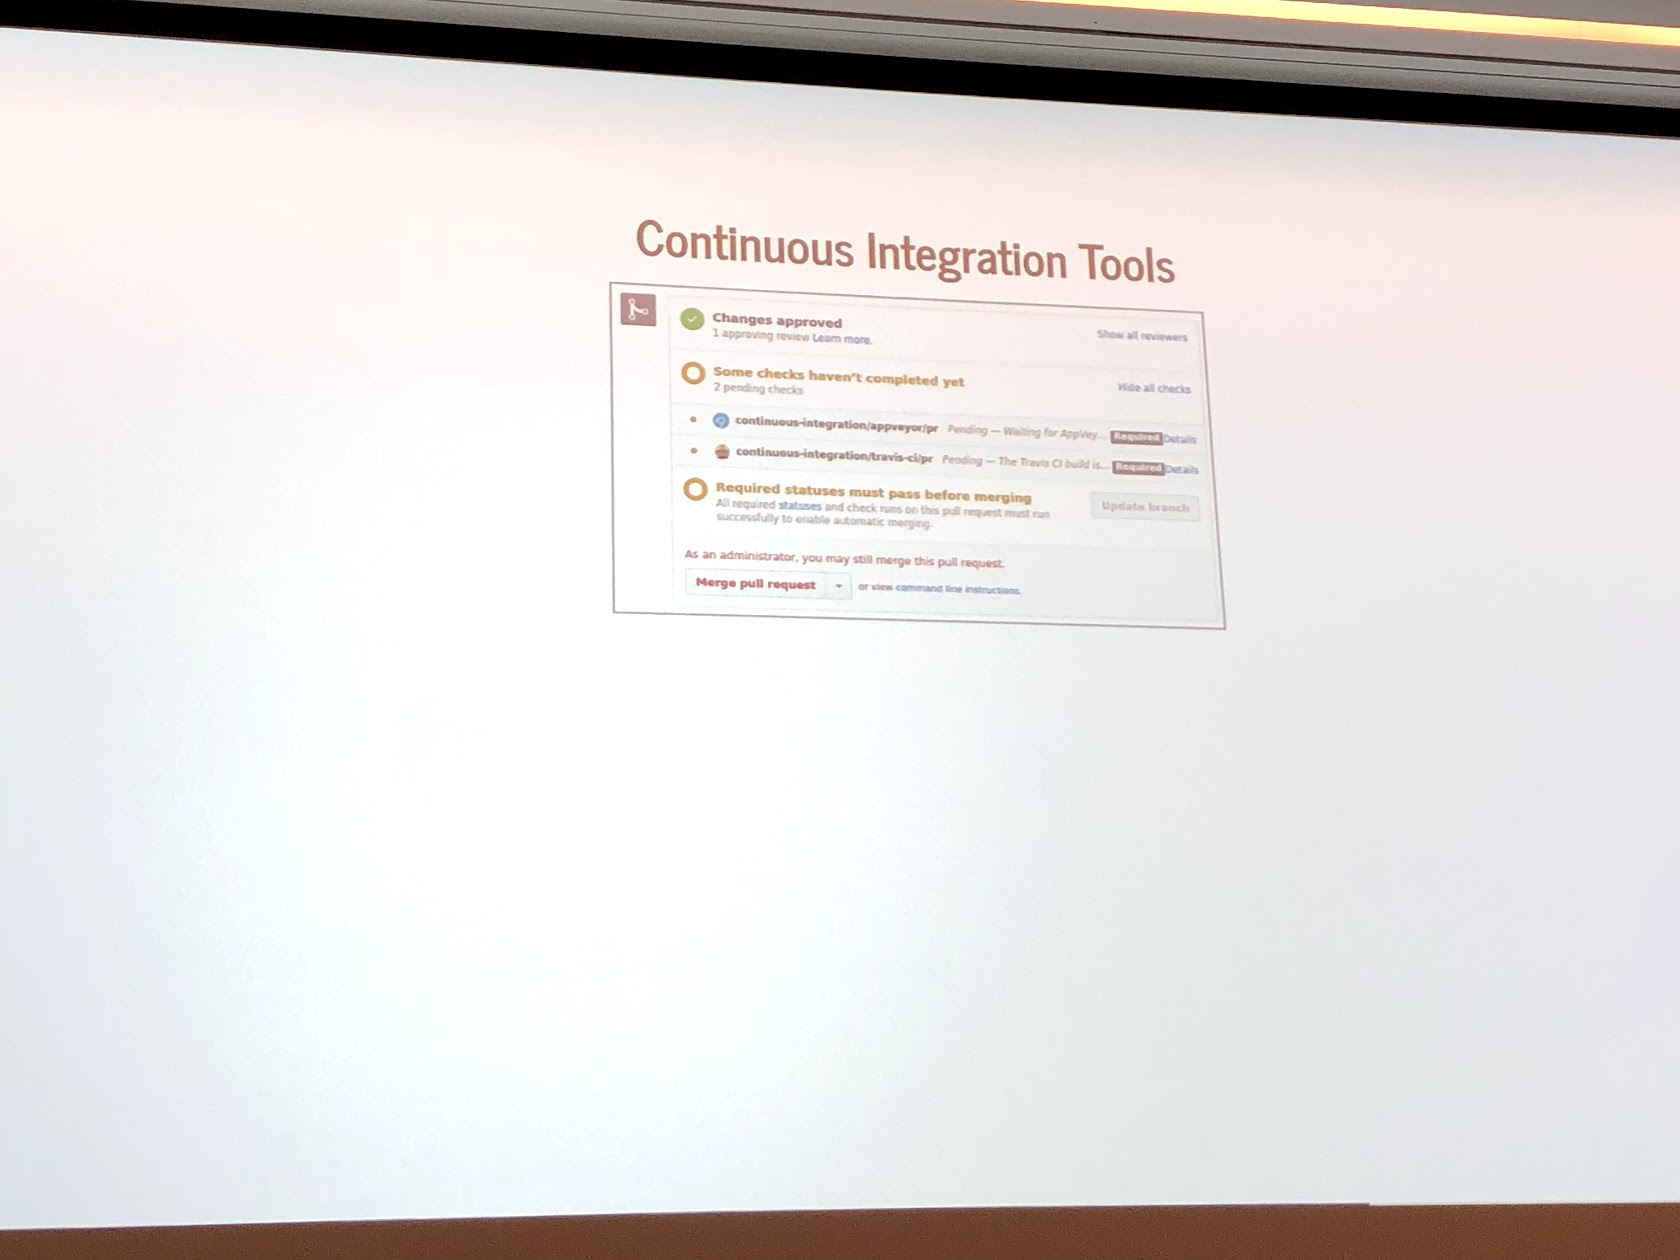 Continuous Integration Tools
Changes approved
1 approving review Learn more.
Show all reviewers
Some checks haven't completed yet
2 pending checks
Hide all checks
continuous-integration/appveyor/pr Pending — Waiting for AppVey... Required Details
continuous-integration/travis-ci/pr Pending — The Travis CI build is... Required Details
Required statuses must pass before merging
All required statuses and check runs on this pull request must run
successfully to enable automatic merging.
Update branch
As an administrator, you may still merge this pull request.
Merge pull request or view command line instructions.